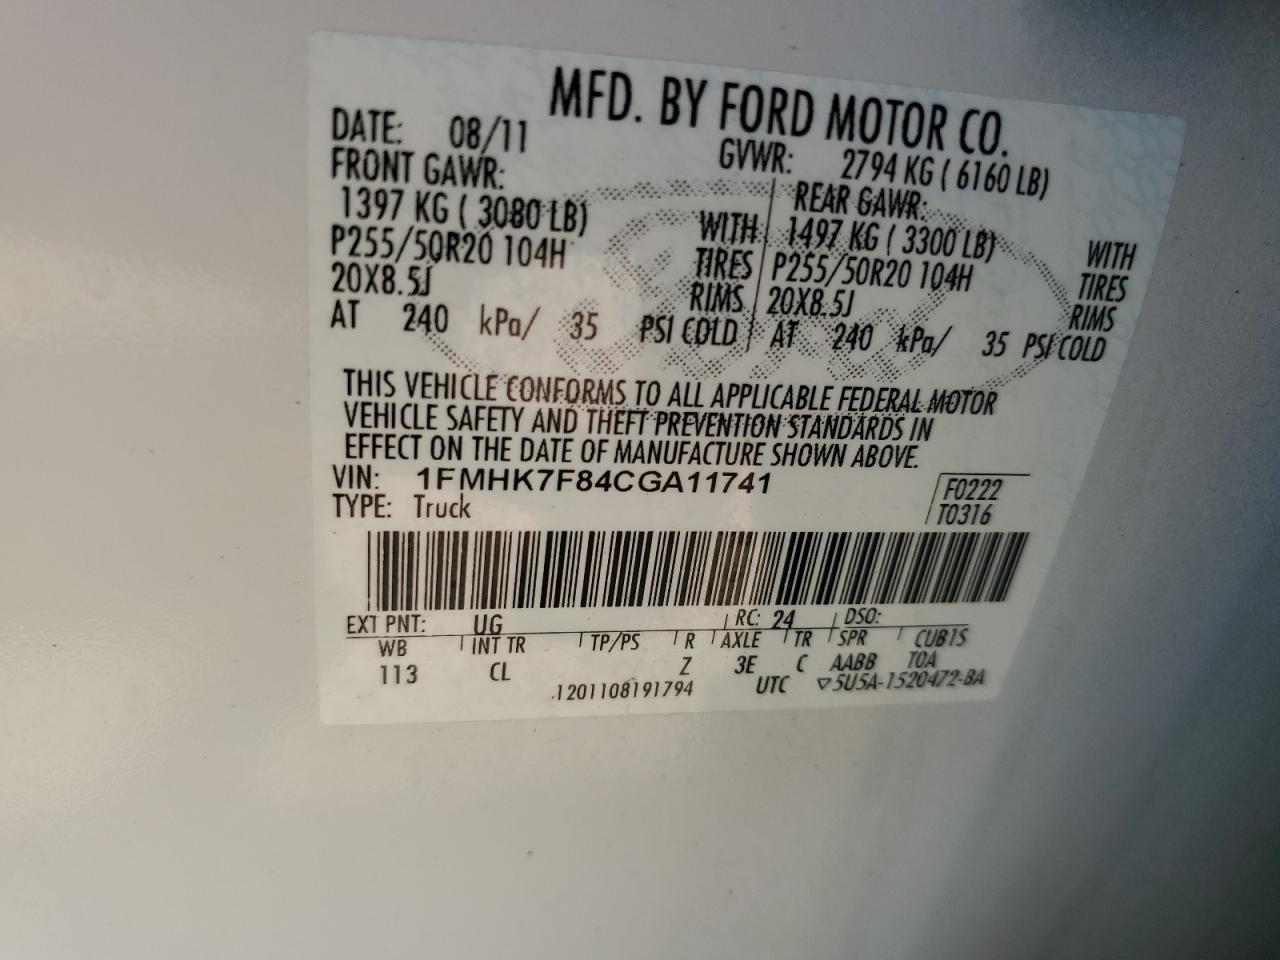 MFD. BY FORD MOTOR CO.
DATE: 08/11 GVWR: 2794 KG ( 6160 LB)
FRONT GAWR: REAR GAWR:
1397 KG ( 3080 LB) WITH 1497 KG ( 3300 LB) WITH
P255/50R20 104H TIRES P255/50R20 104H TIRES
20X8.5J RIMS 20X8.5J RIMS
AT 240 kPa/ 35 PSI COLD AT 240 kPa/ 35 PSI COLD
THIS VEHICLE CONFORMS TO ALL APPLICABLE FEDERAL MOTOR
VEHICLE SAFETY AND THEFT PREVENTION STANDARDS IN
EFFECT ON THE DATE OF MANUFACTURE SHOWN ABOVE.
VIN: 1FMHK7F84CGA11741 F0222
TYPE: Truck T0316
EXT PNT: UG RC: 24 DSO:
WB INT TR TP/PS R AXLE TR SPR CUBIS
113 CL Z 3E C AABB TOA
1201108191794 UTC ▽5U5A-1520472-BA